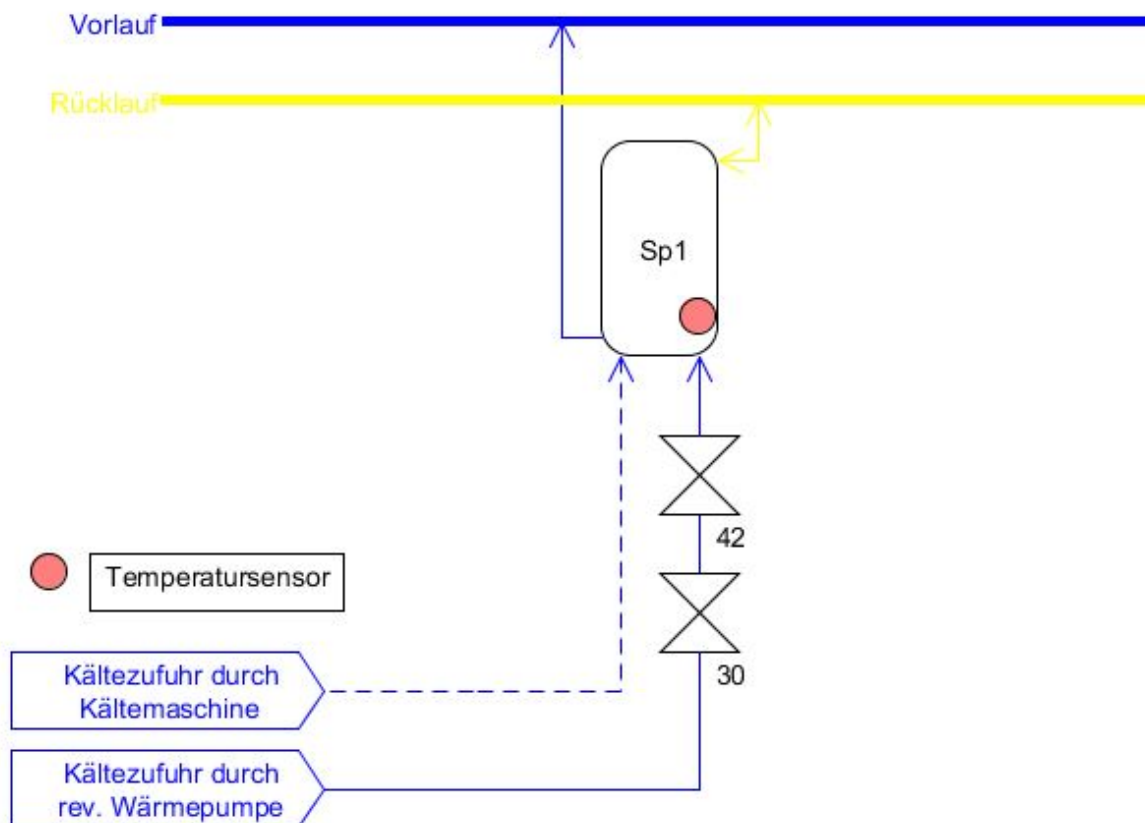 Vorlauf
Rücklauf
Sp1
42
Temperatursensor
30
Kältezufuhr durch
Kältemaschine
Kältezufuhr durch
rev. Wärmepumpe